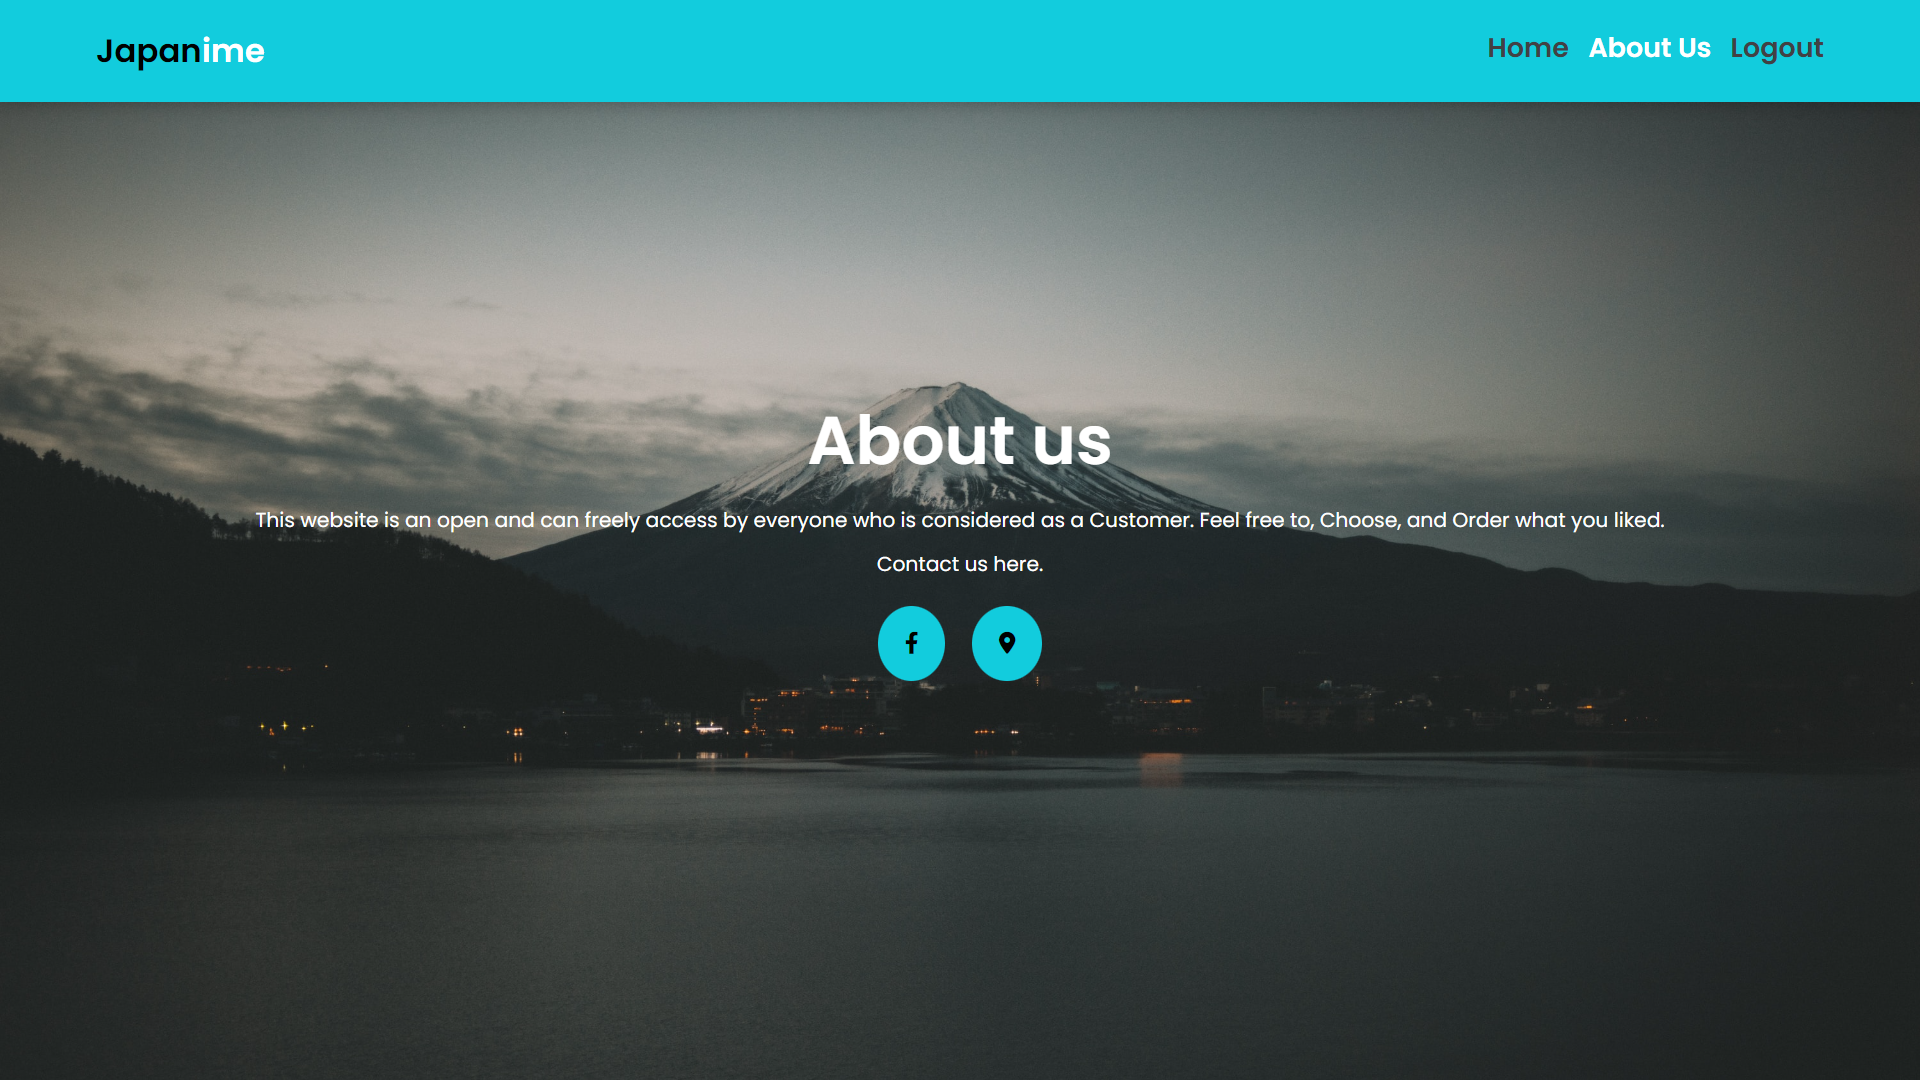 Japanime
Home About Us Logout
About us
This website is an open and can freely access by everyone who is considered as a Customer. Feel free to, Choose, and Order what you liked.
Contact us here.